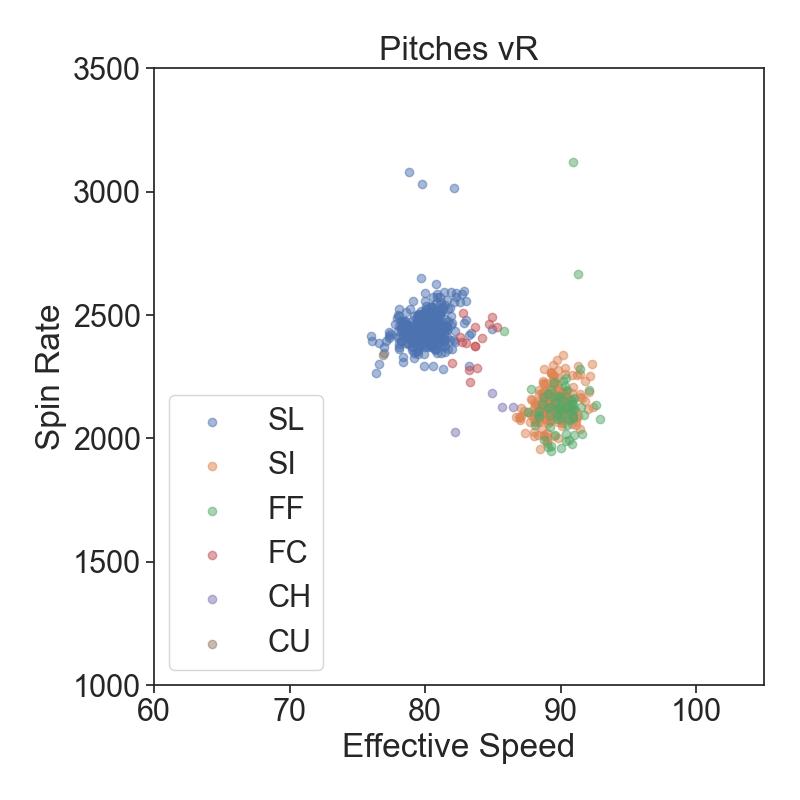 Pitches vR
3500
3000
2500
2000
1500
1000
Spin Rate
SL
SI
FF
FC
CH
CU
60 70 80 90 100
Effective Speed